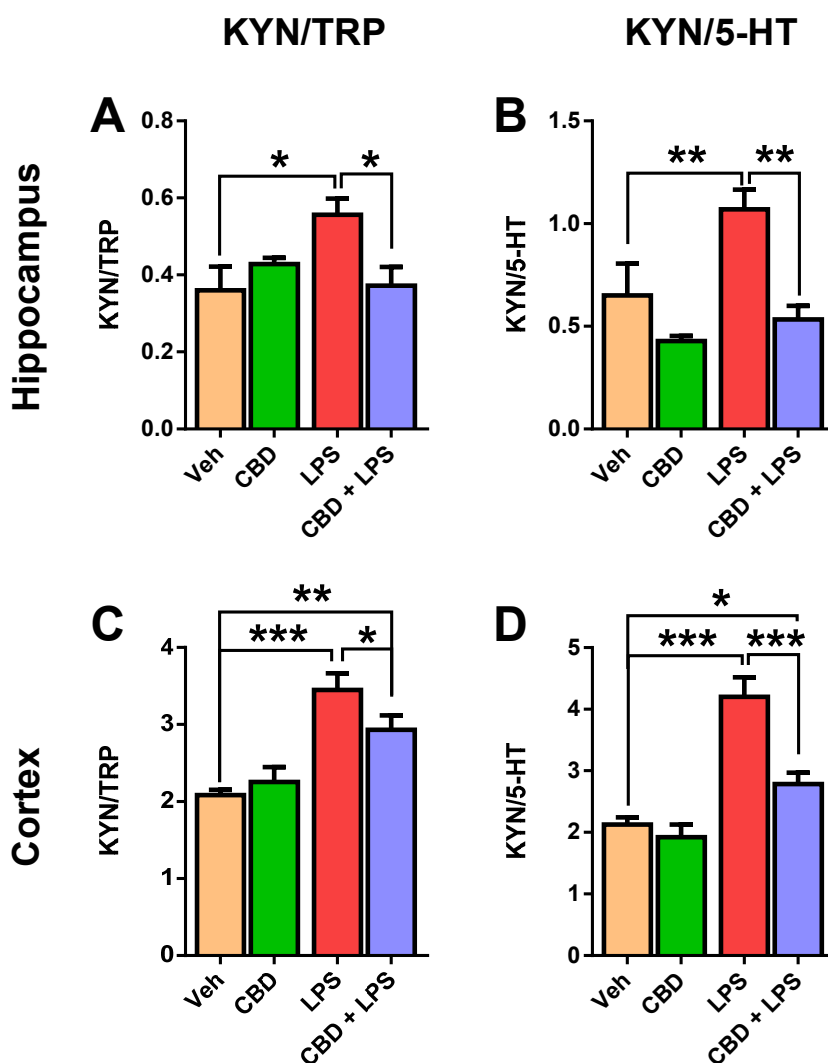 KYN/TRP KYN/5-HT
Hippocampus
A
KYN/TRP
0.8
0.6
0.4
0.2
0.0
* *
Veh CBD LPS CBD + LPS
B
KYN/5-HT
1.5
1.0
0.5
0.0
** **
Veh CBD LPS CBD + LPS
Cortex
C
KYN/TRP
4
3
2
1
0
**
*** *
Veh CBD LPS CBD + LPS
D
KYN/5-HT
5
4
3
2
1
0
*
*** ***
Veh CBD LPS CBD + LPS